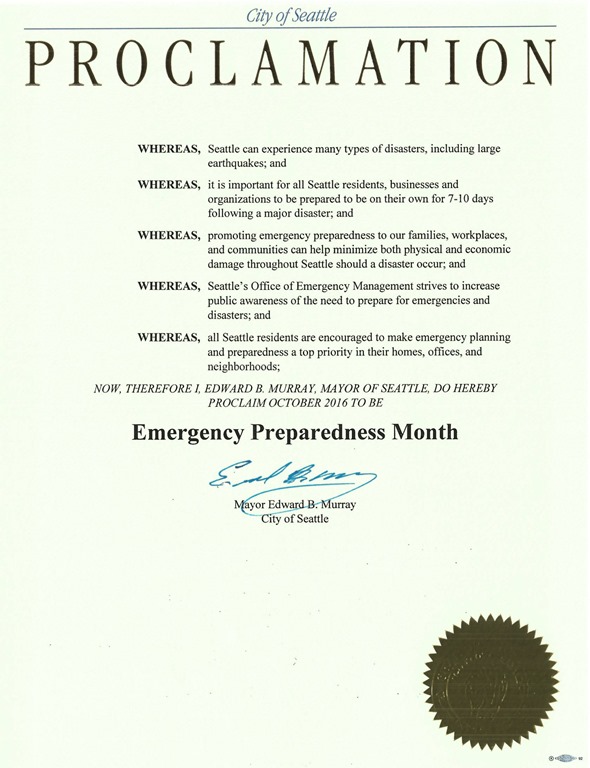 City of Seattle
PROCLAMATION
WHEREAS, Seattle can experience many types of disasters, including large
earthquakes; and
WHEREAS, it is important for all Seattle residents, businesses and
organizations to be prepared to be on their own for 7-10 days
following a major disaster; and
WHEREAS, promoting emergency preparedness to our families, workplaces,
and communities can help minimize both physical and economic
damage throughout Seattle should a disaster occur; and
WHEREAS, Seattle's Office of Emergency Management strives to increase
public awareness of the need to prepare for emergencies and
disasters; and
WHEREAS, all Seattle residents are encouraged to make emergency planning
and preparedness a top priority in their homes, offices, and
neighborhoods;
NOW, THEREFORE I, EDWARD B. MURRAY, MAYOR OF SEATTLE, DO HEREBY
PROCLAIM OCTOBER 2016 TO BE
Emergency Preparedness Month
Mayor Edward B. Murray
City of Seattle